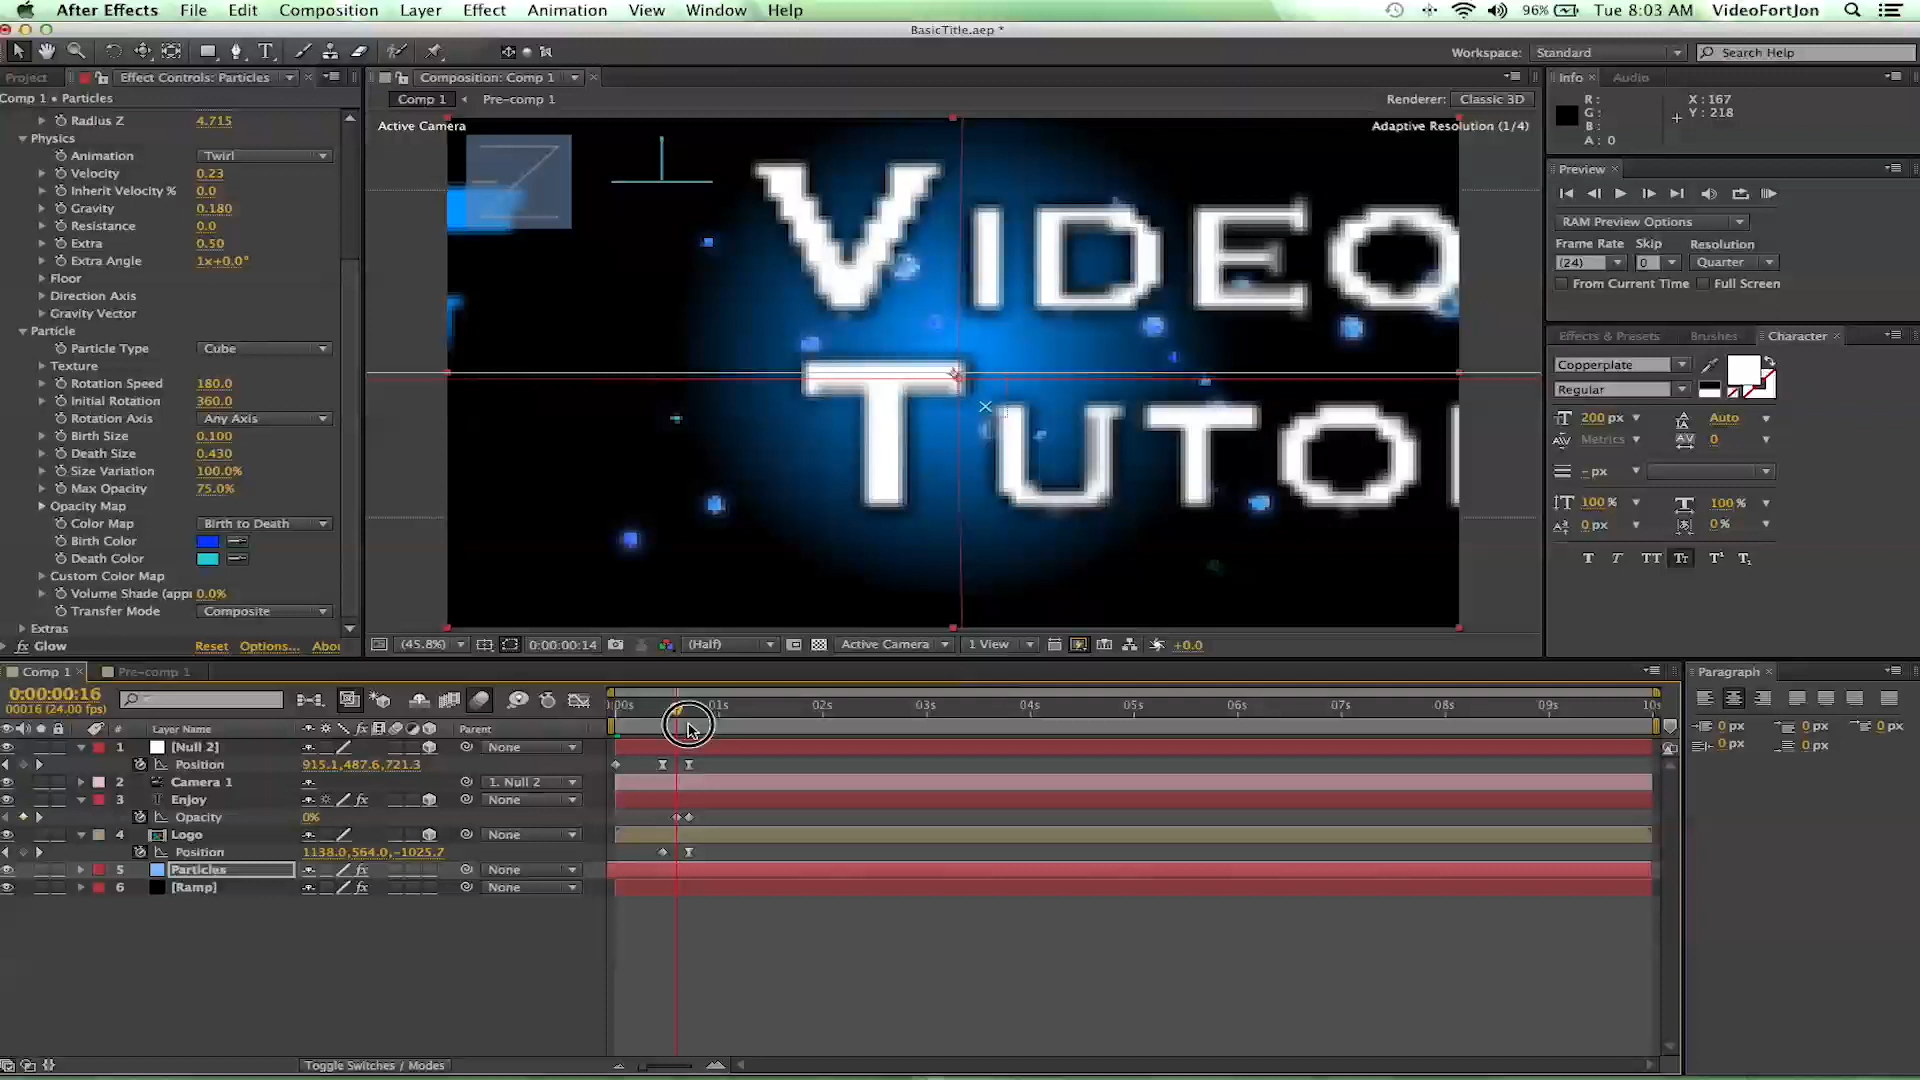 After Effects File Edit Composition Layer Effect Animation View Window Help 96% Tue 8:03 AM VideoFortJon
BasicTitle.aep *
Workspace: Standard Search Help
Project Effect Controls: Particles Composition: Comp 1 Info Audio
Comp 1 • Particles
Comp 1 Pre-comp 1 Renderer: Classic 3D
Active Camera Adaptive Resolution (1/4)
R: X: 167
G: Y: 218
B:
A: 0
Radius Z 4.715
Physics
Animation Twirl
Velocity 0.23
Inherit Velocity % 0.0
Gravity 0.180
Resistance 0.0
Extra 0.50
Extra Angle 1x+0.0°
Floor
Direction Axis
Gravity Vector
Particle
Particle Type Cube
Texture
Rotation Speed 180.0
Initial Rotation 360.0
Rotation Axis Any Axis
Birth Size 0.100
Death Size 0.430
Size Variation 100.0%
Max Opacity 75.0%
Opacity Map
Color Map Birth to Death
Birth Color
Death Color
Custom Color Map
Volume Shade (appr 0.0%
Transfer Mode Composite
Extras
fx Glow Reset Options... Abou
VIDEO
TUTO
Preview
RAM Preview Options
Frame Rate Skip Resolution
(24) 0 Quarter
From Current Time Full Screen
Effects & Presets Brushes Character
Copperplate
Regular
200 px Auto
Metrics 0
- px
100 % 100 %
0 px 0 %
T T TT Tr T¹ T₁
(45.8%) 0:00:00:14 (Half) Active Camera 1 View +0.0
Comp 1 Pre-comp 1
0:00:00:16
00016 (24.00 fps)
:00s 01s 02s 03s 04s 05s 06s 07s 08s 09s 10s
# Layer Name Parent
1 [Null 2] None
Position 915.1,487.6,721.3
2 Camera 1 1. Null 2
3 Enjoy None
Opacity 0%
4 Logo None
Position 1138.0,564.0,-1025.7
5 Particles None
6 [Ramp] None
Toggle Switches / Modes
Paragraph
0 px 0 px 0 px
0 px 0 px